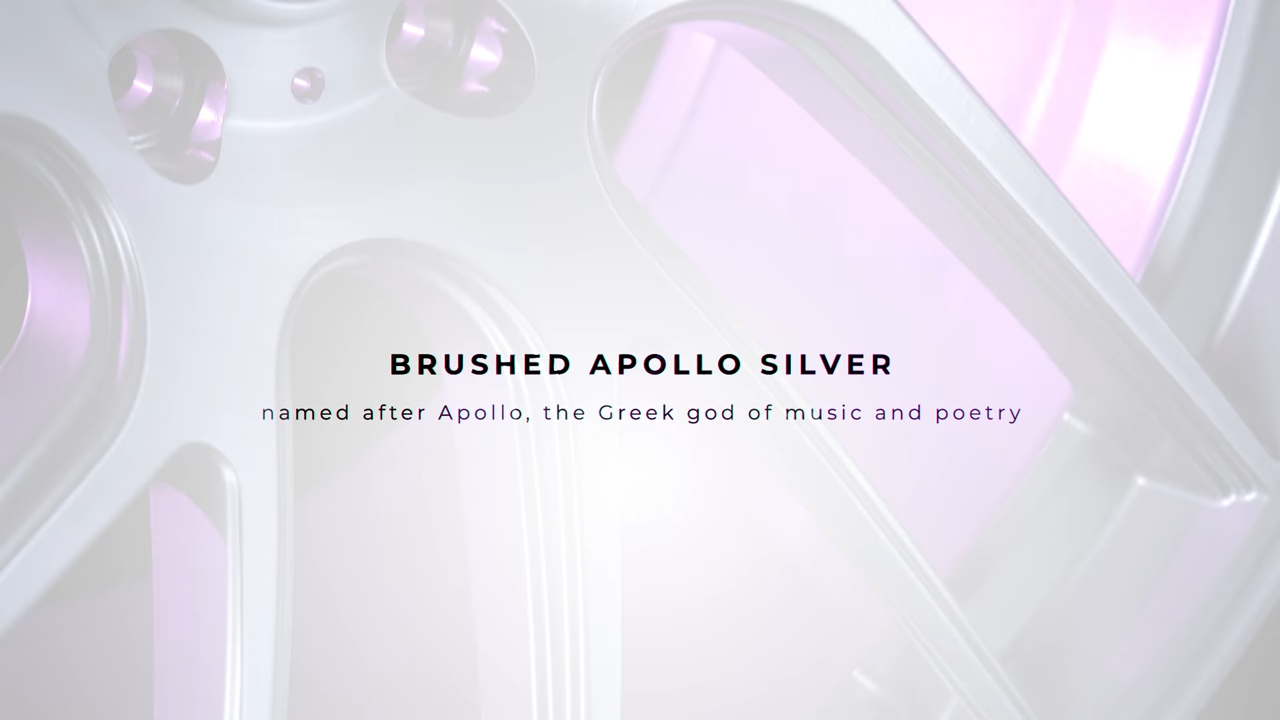 BRUSHED APOLLO SILVER
named after Apollo, the Greek god of music and poetry